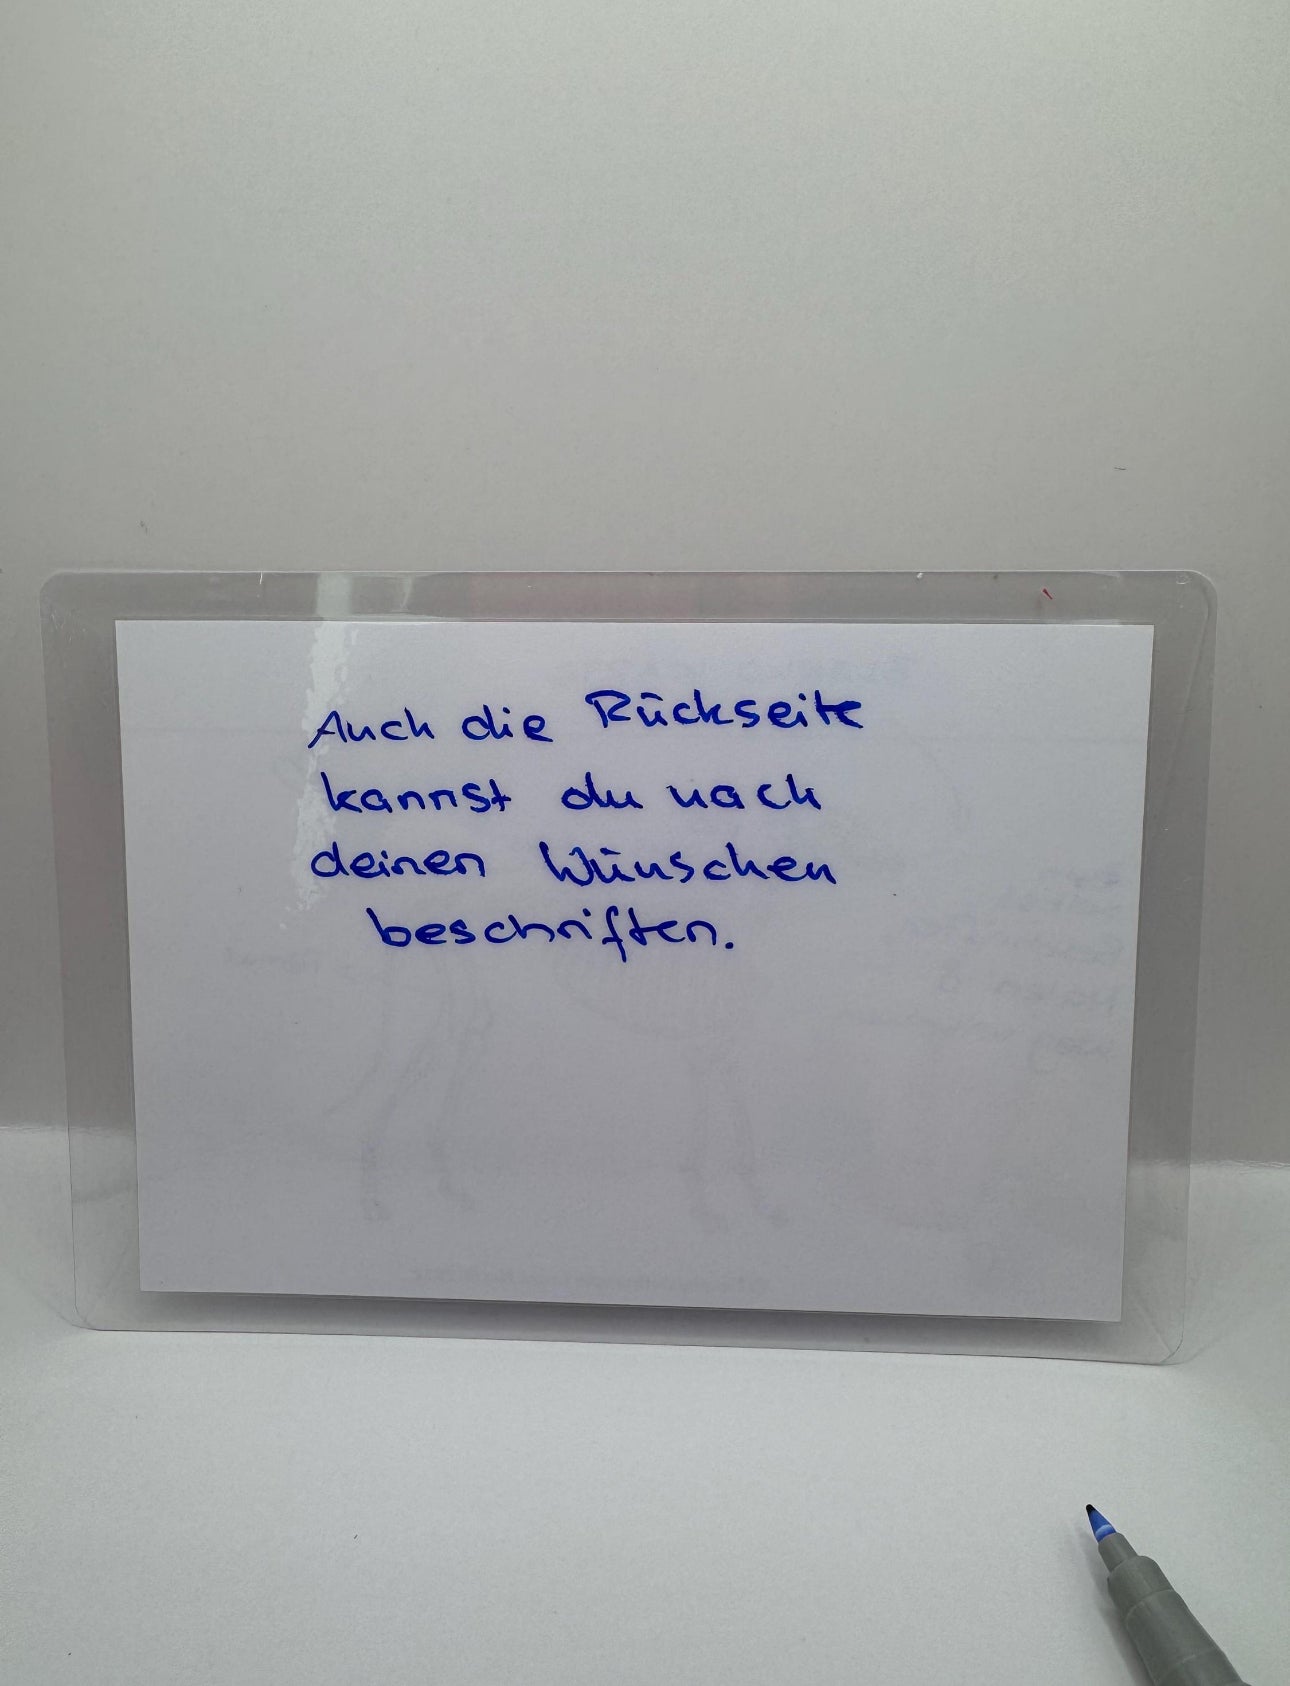 Auch die Rückseite
kannst du nach
deinen Wünschen
beschriften.